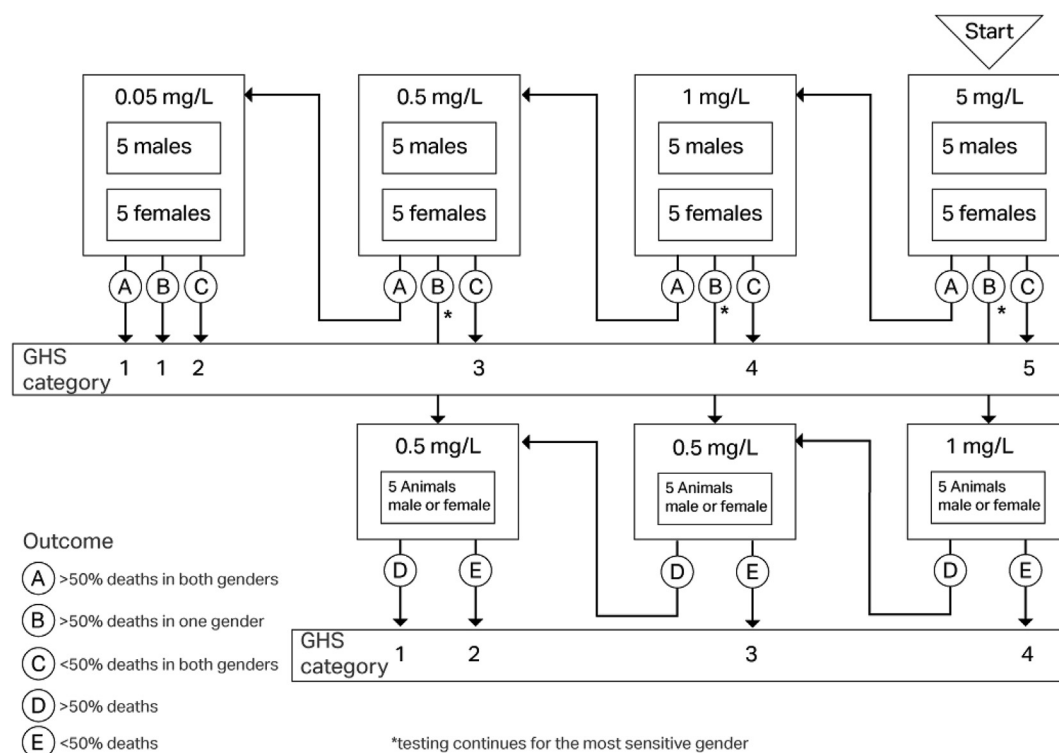 Start
0.05 mg/L
5 males
5 females
0.5 mg/L
5 males
5 females
1 mg/L
5 males
5 females
5 mg/L
5 males
5 females
A B C
A B C
*
A B C
*
A B C
*
GHS
category
1 1 2 3 4 5
0.5 mg/L
5 Animals
male or female
0.5 mg/L
5 Animals
male or female
1 mg/L
5 Animals
male or female
D E
D E
D E
GHS
category
1 2 3 4
Outcome
A >50% deaths in both genders
B >50% deaths in one gender
C <50% deaths in both genders
D >50% deaths
E <50% deaths
*testing continues for the most sensitive gender